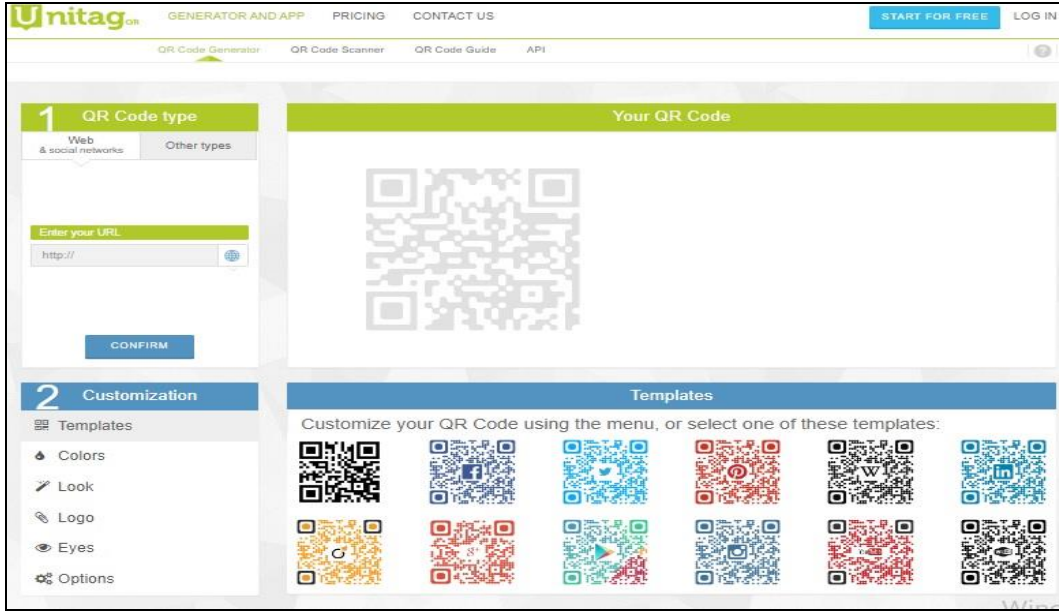 Unitag QR
GENERATOR AND APP PRICING CONTACT US START FOR FREE LOG IN
QR Code Generator QR Code Scanner QR Code Guide API ?
1 QR Code type
Web
& social networks
Other types
Enter your URL
http://
CONFIRM
Your QR Code
2 Customization
Templates
Colors
Look
Logo
Eyes
Options
Templates
Customize your QR Code using the menu, or select one of these templates:
f
W
in
g+